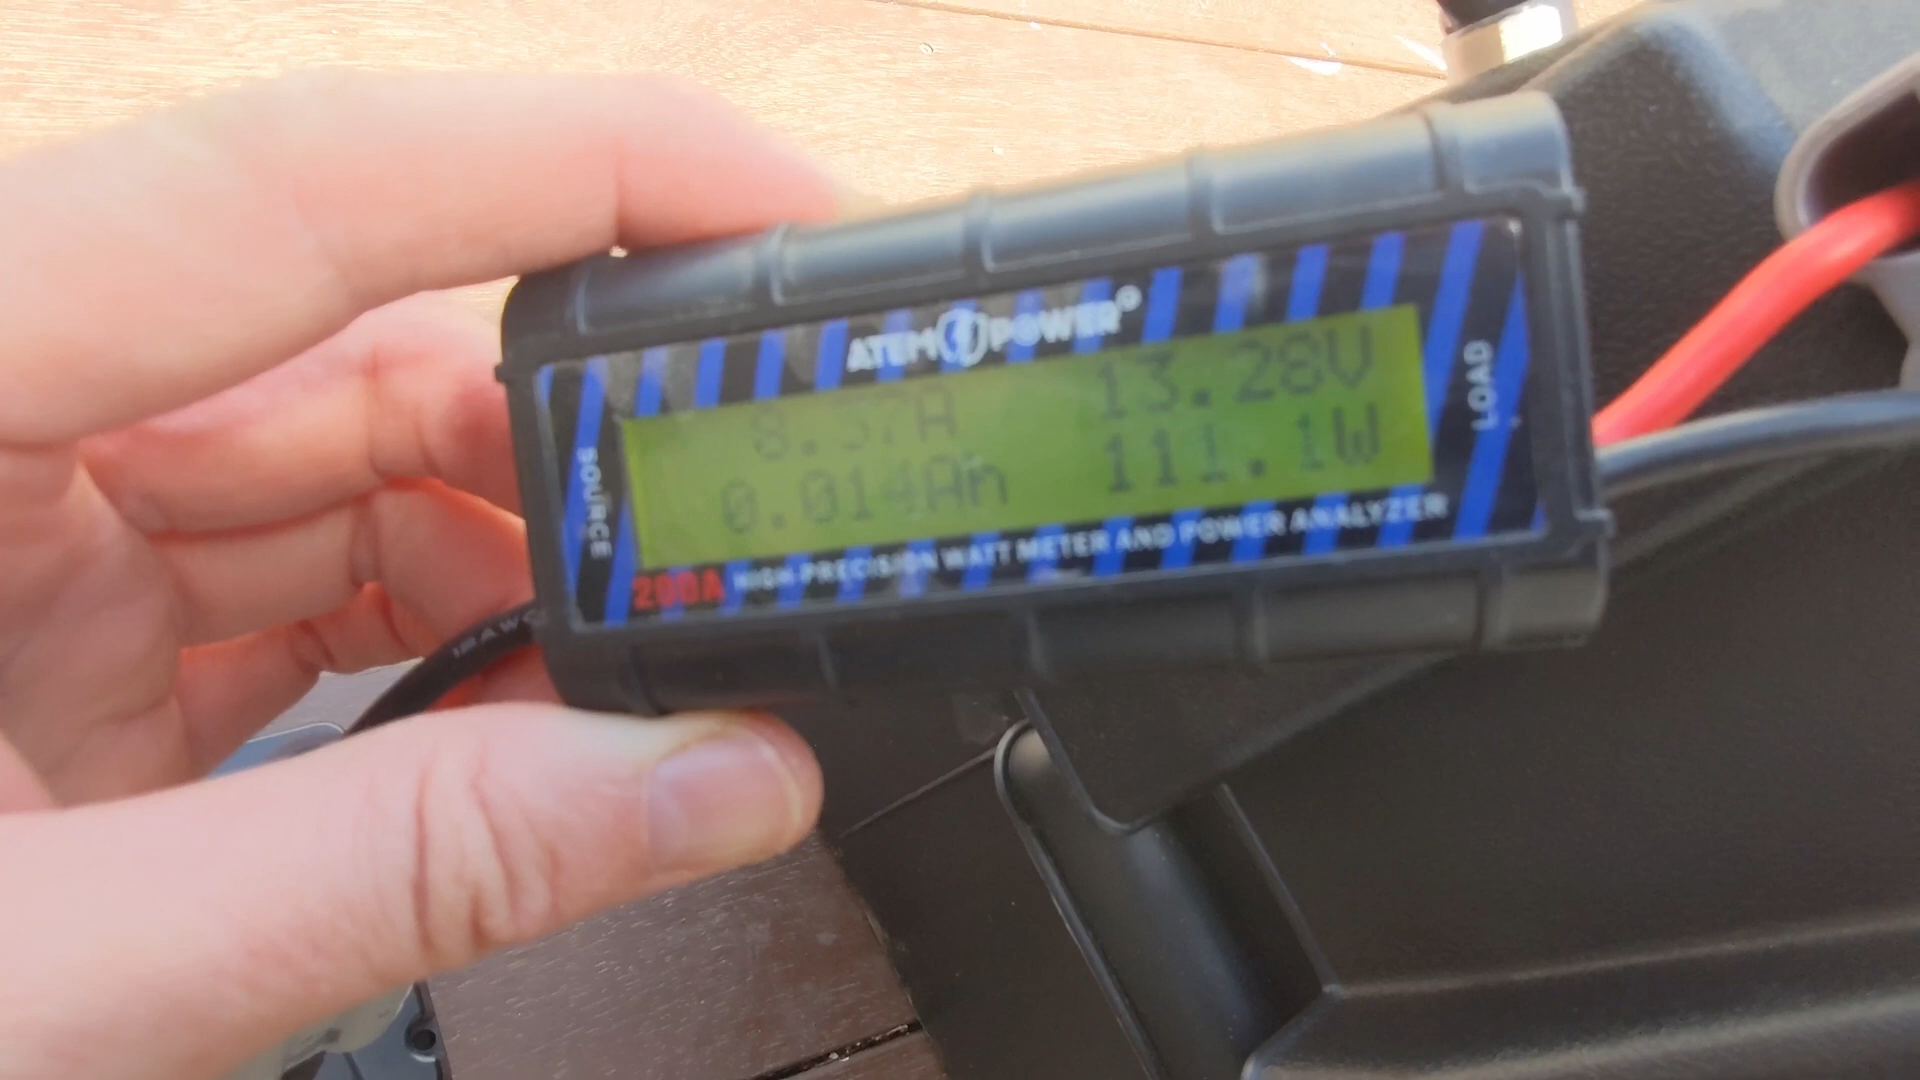 ATEM POWER
8.37A 13.28V
0.014Ah 111.1W
SOURCE
LOAD
200A HIGH PRECISION WATT METER AND POWER ANALYZER
12AWG